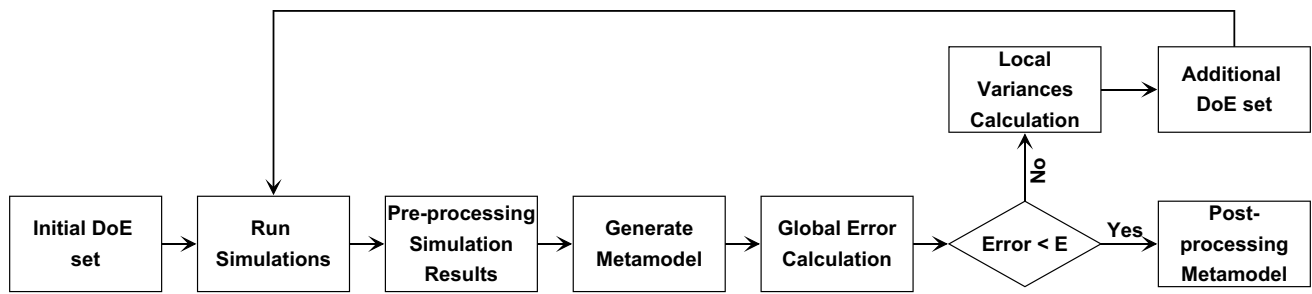 Local
Variances
Calculation
Additional
DoE set
No
Initial DoE
set
Run
Simulations
Pre-processing
Simulation
Results
Generate
Metamodel
Global Error
Calculation
Error < E
Yes
Post-
processing
Metamodel